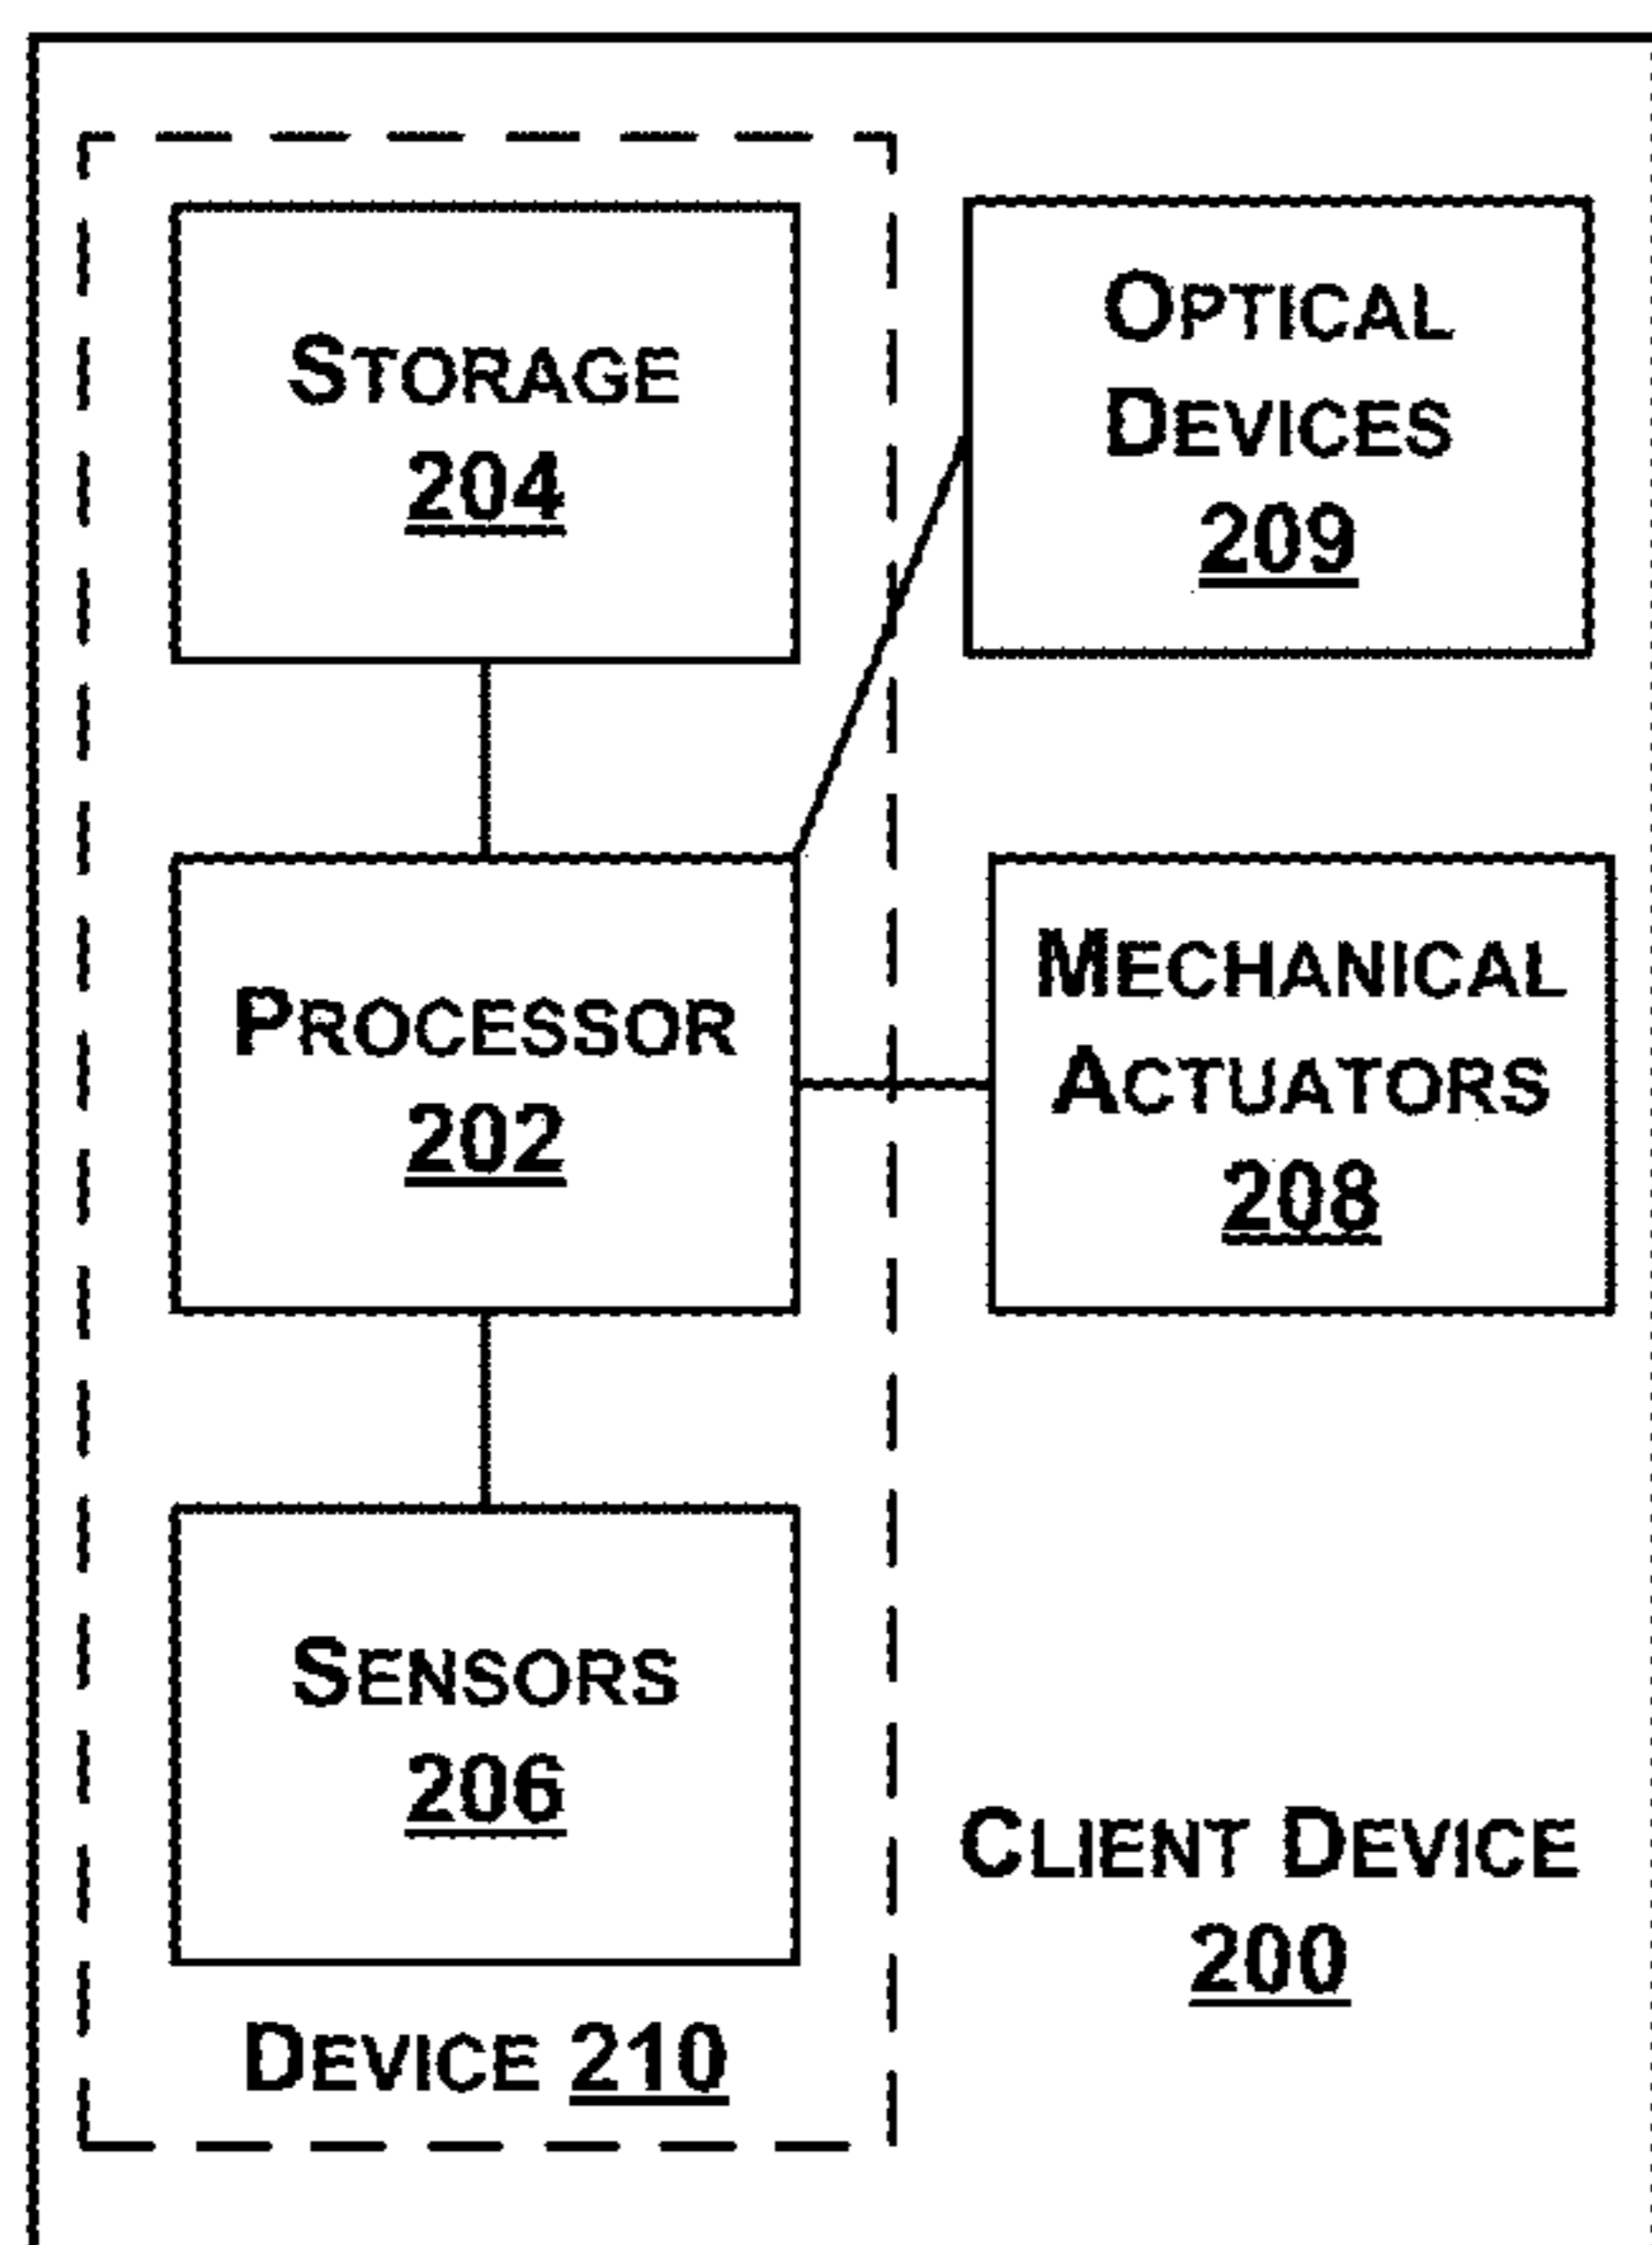 STORAGE
204
OPTICAL
DEVICES
209
PROCESSOR
202
MECHANICAL
ACTUATORS
208
SENSORS
206
CLIENT DEVICE
200
DEVICE 210